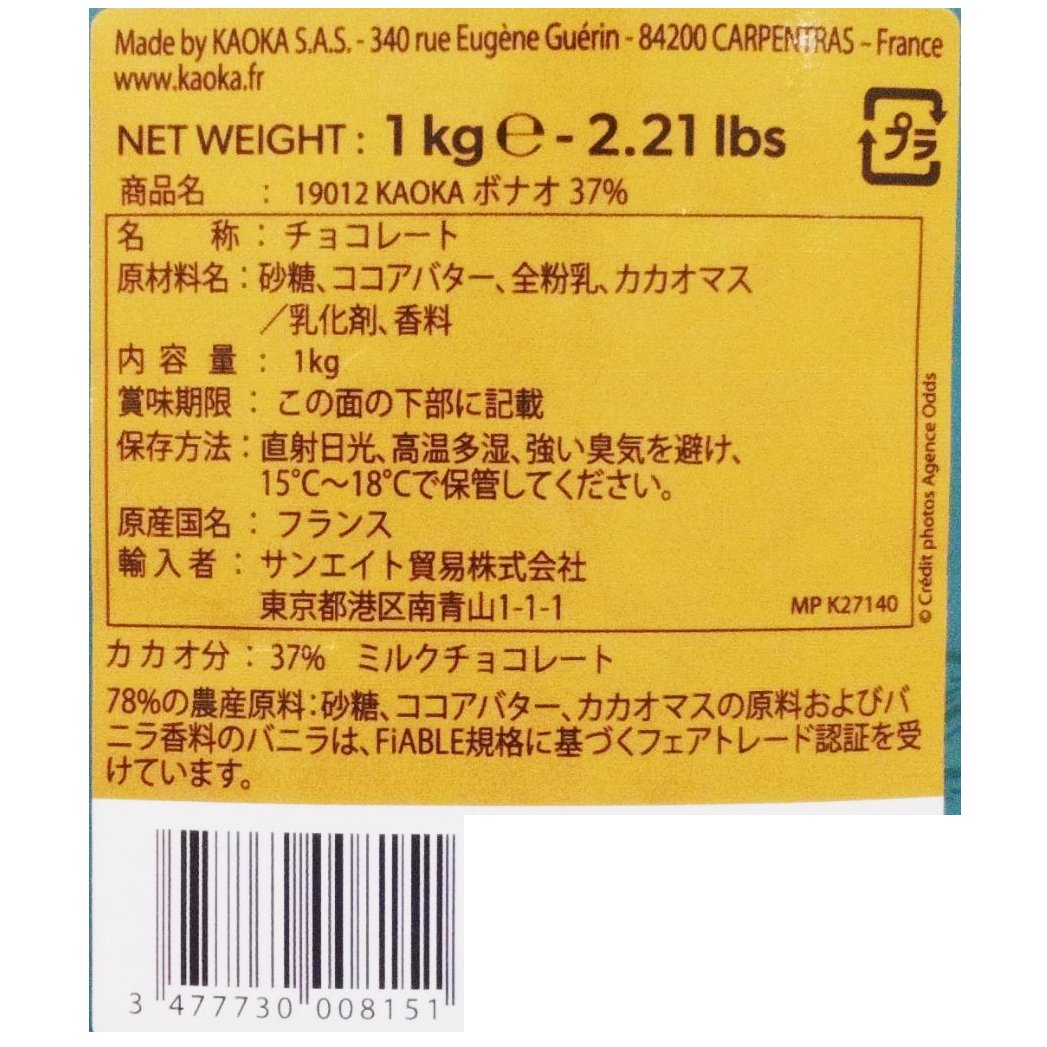 Made by KAOKA S.A.S. - 340 rue Eugène Guérin - 84200 CARPENTRAS - France
www.kaoka.fr
NET WEIGHT : 1 kg ℮ - 2.21 lbs
プラ
商品名 : 19012 KAOKA ボナオ 37%
名 称 : チョコレート
原材料名 : 砂糖、ココアバター、全粉乳、カカオマス
/乳化剤、香料
内容量 : 1kg
賞味期限 : この面の下部に記載
保存方法 : 直射日光、高温多湿、強い臭気を避け、
15℃〜18℃で保管してください。
原産国名 : フランス
輸入者 : サンエイト貿易株式会社
東京都港区南青山1-1-1
MP K27140
© Crédit photos Agence Odds
カカオ分 : 37% ミルクチョコレート
78%の農産原料:砂糖、ココアバター、カカオマスの原料およびバ
ニラ香料のバニラは、FiABLE規格に基づくフェアトレード認証を受
けています。
3 477730 008151